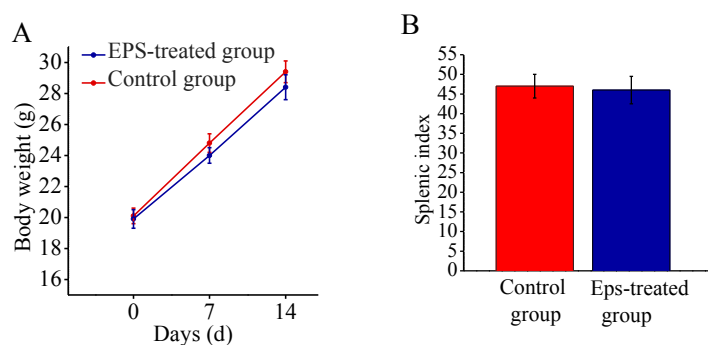 A
EPS-treated group
Control group
Body weight (g)
30
28
26
24
22
20
18
16
0 7 14
Days (d)
B
Splenic index
55
50
45
40
35
30
25
20
15
10
5
0
Control
group
Eps-treated
group